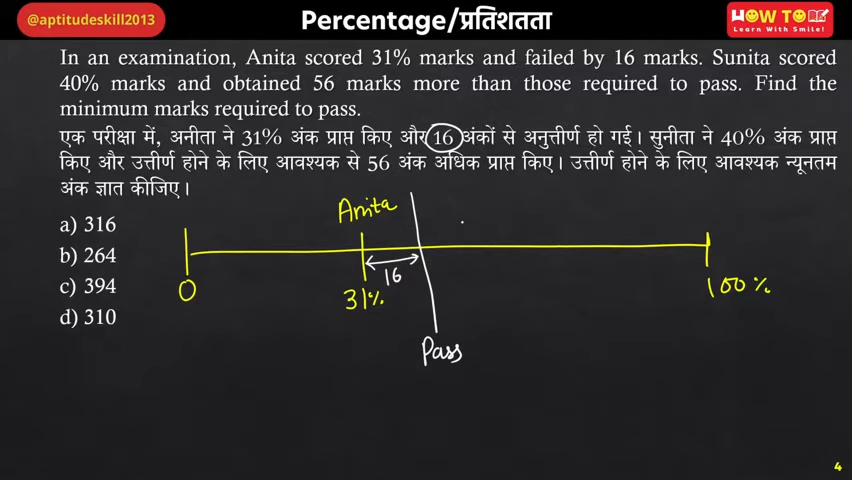 @aptitudeskill2013
Percentage/प्रतिशतता
HOW TO
Learn With Smile!
In an examination, Anita scored 31% marks and failed by 16 marks. Sunita scored
40% marks and obtained 56 marks more than those required to pass. Find the
minimum marks required to pass.
एक परीक्षा में, अनीता ने 31% अंक प्राप्त किए और 16 अंकों से अनुत्तीर्ण हो गई। सुनीता ने 40% अंक प्राप्त
किए और उत्तीर्ण होने के लिए आवश्यक से 56 अंक अधिक प्राप्त किए। उत्तीर्ण होने के लिए आवश्यक न्यूनतम
अंक ज्ञात कीजिए।
a) 316
b) 264
c) 394
d) 310
Anita
16
0
31%
100%
Pass
4